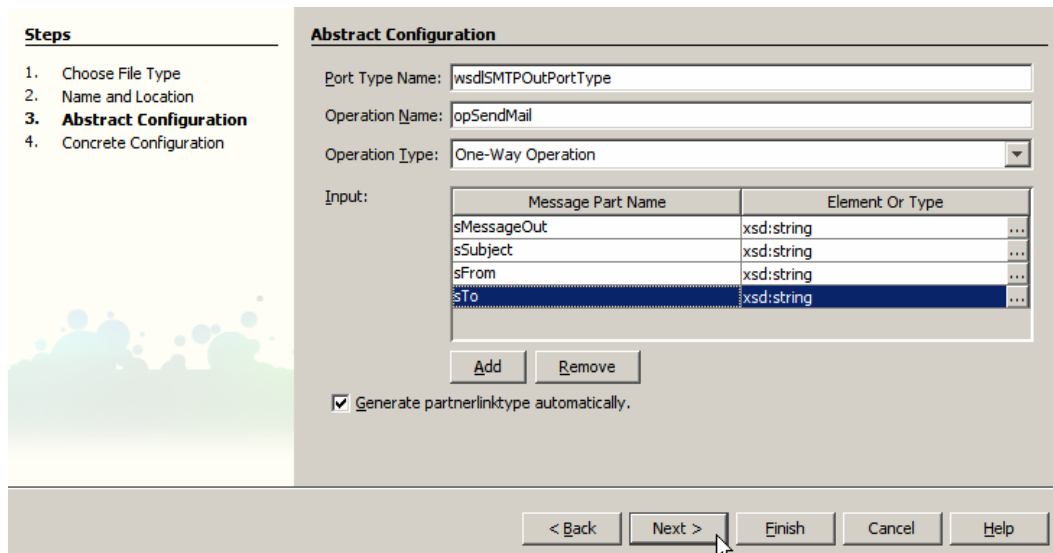 Steps
1. Choose File Type
2. Name and Location
3. Abstract Configuration
4. Concrete Configuration
Abstract Configuration
Port Type Name: wsdlSMTPOutPortType
Operation Name: opSendMail
Operation Type: One-Way Operation
Input:
Message Part Name Element Or Type
sMessageOut xsd:string ...
sSubject xsd:string ...
sFrom xsd:string ...
sTo xsd:string ...
Add Remove
Generate partnerlinktype automatically.
< Back Next > Finish Cancel Help